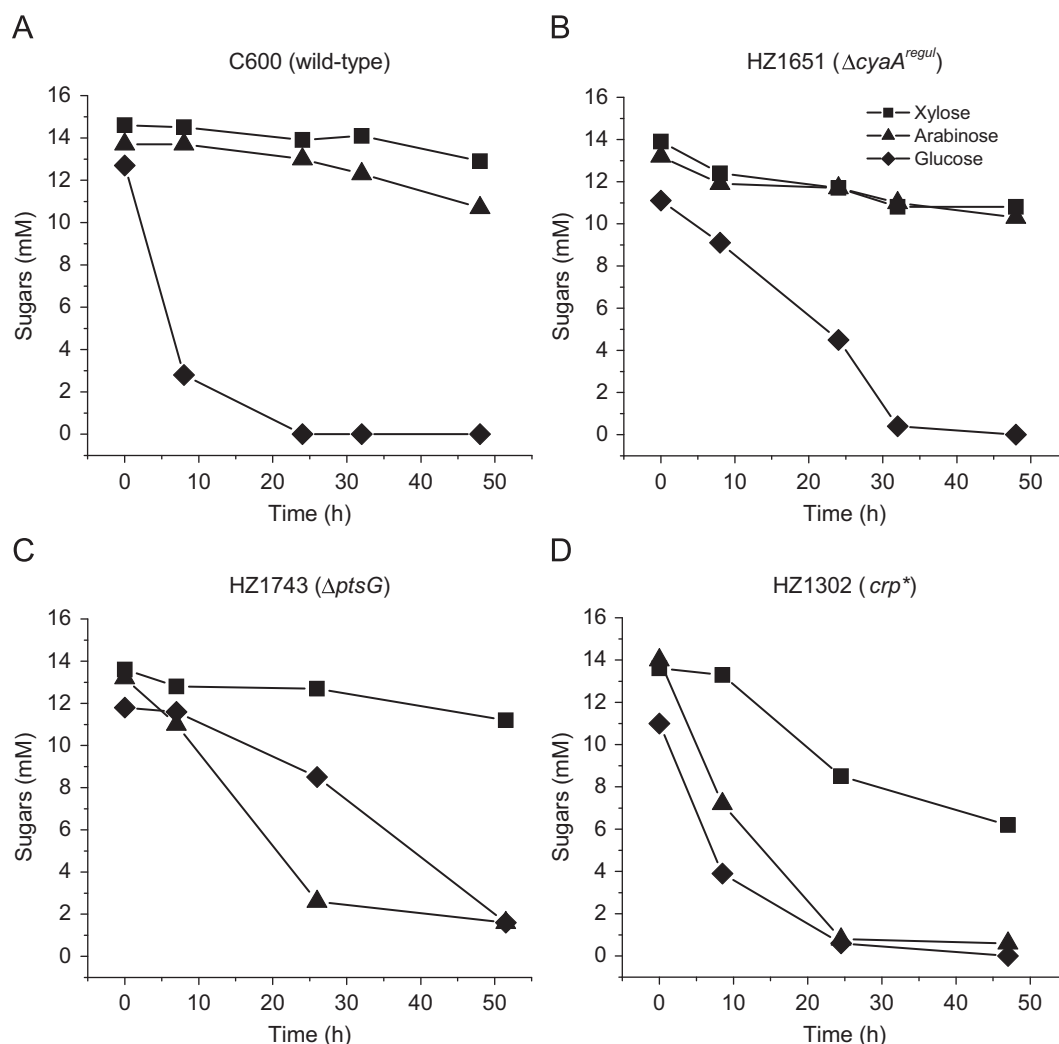 A
C600 (wild-type)
16
14
12
10
8
6
4
2
0
Sugars (mM)
0 10 20 30 40 50
Time (h)
B
HZ1651 (ΔcyaA^regul)
Xylose
Arabinose
Glucose
16
14
12
10
8
6
4
2
0
Sugars (mM)
0 10 20 30 40 50
Time (h)
C
HZ1743 (ΔptsG)
16
14
12
10
8
6
4
2
0
Sugars (mM)
0 10 20 30 40 50
Time (h)
D
HZ1302 ( crp*)
16
14
12
10
8
6
4
2
0
Sugars (mM)
0 10 20 30 40 50
Time (h)